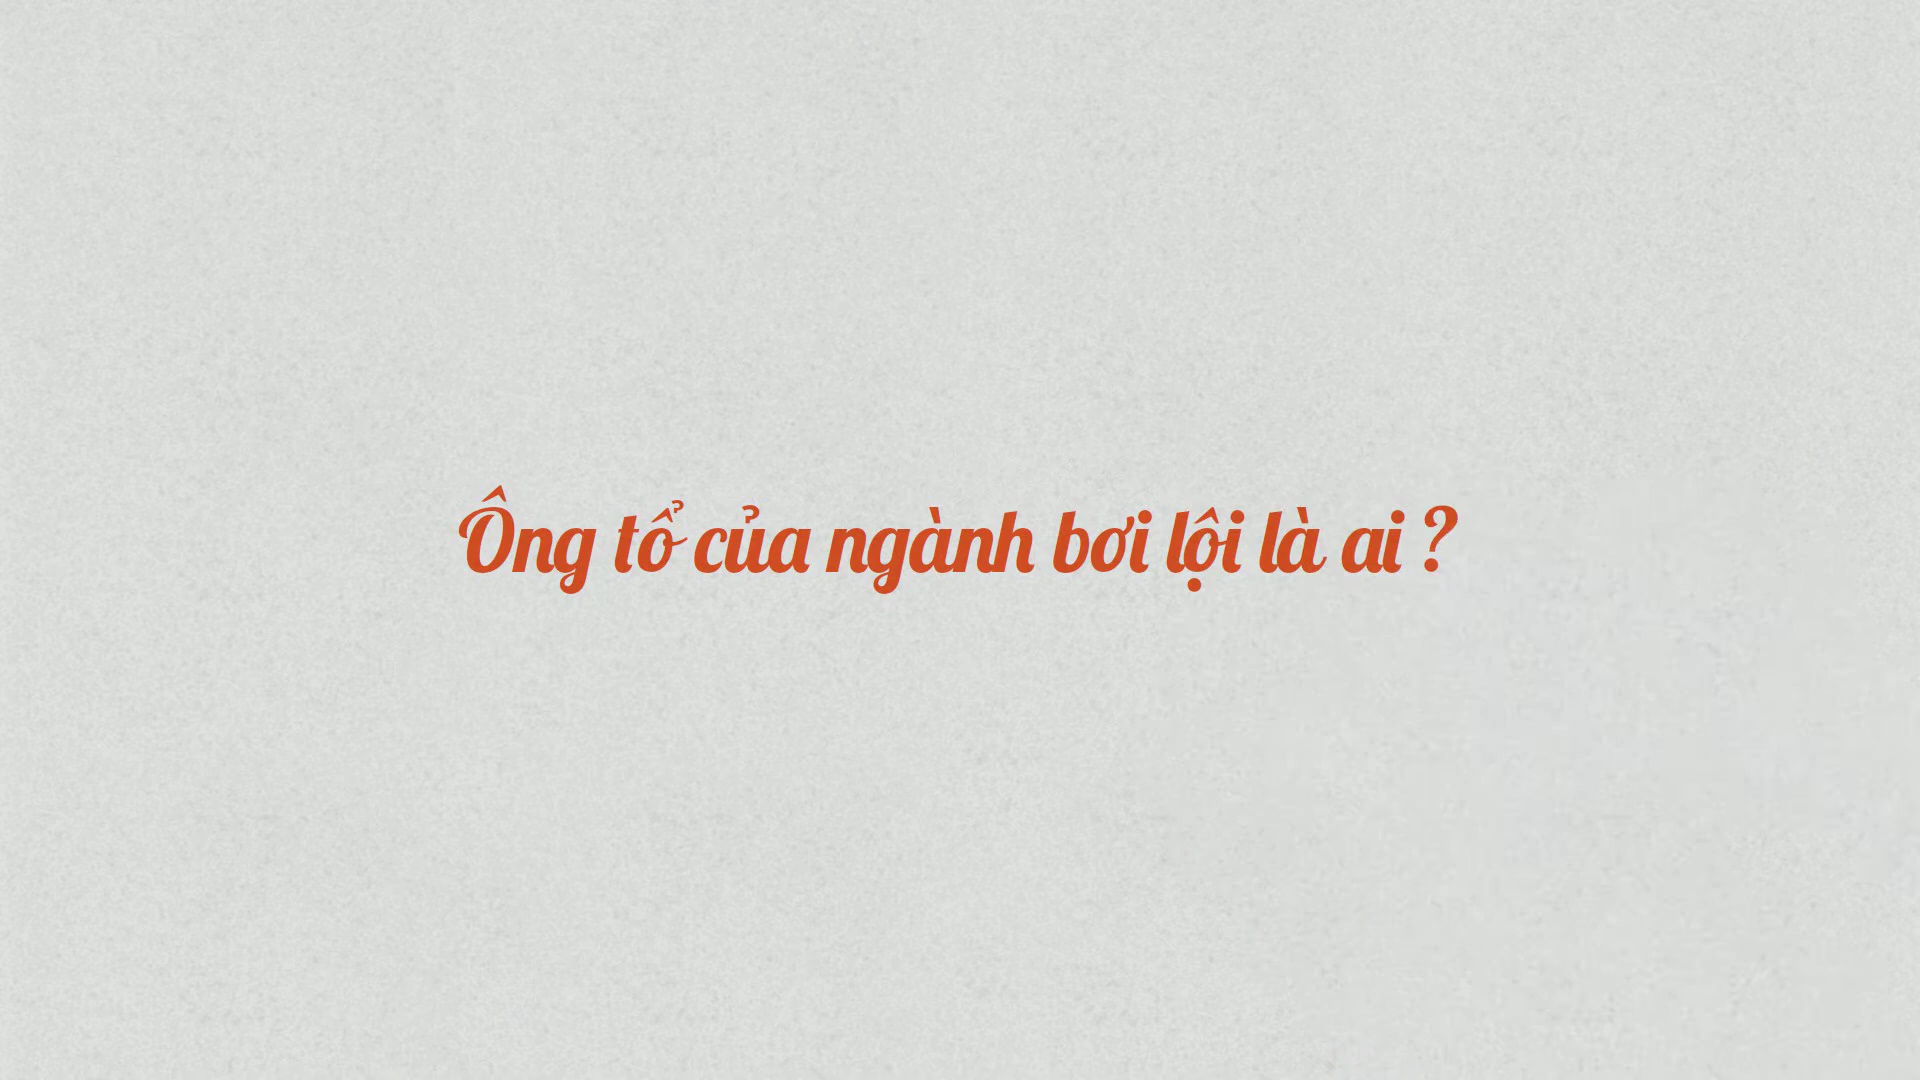 Ông tổ của ngành bơi lội là ai ?